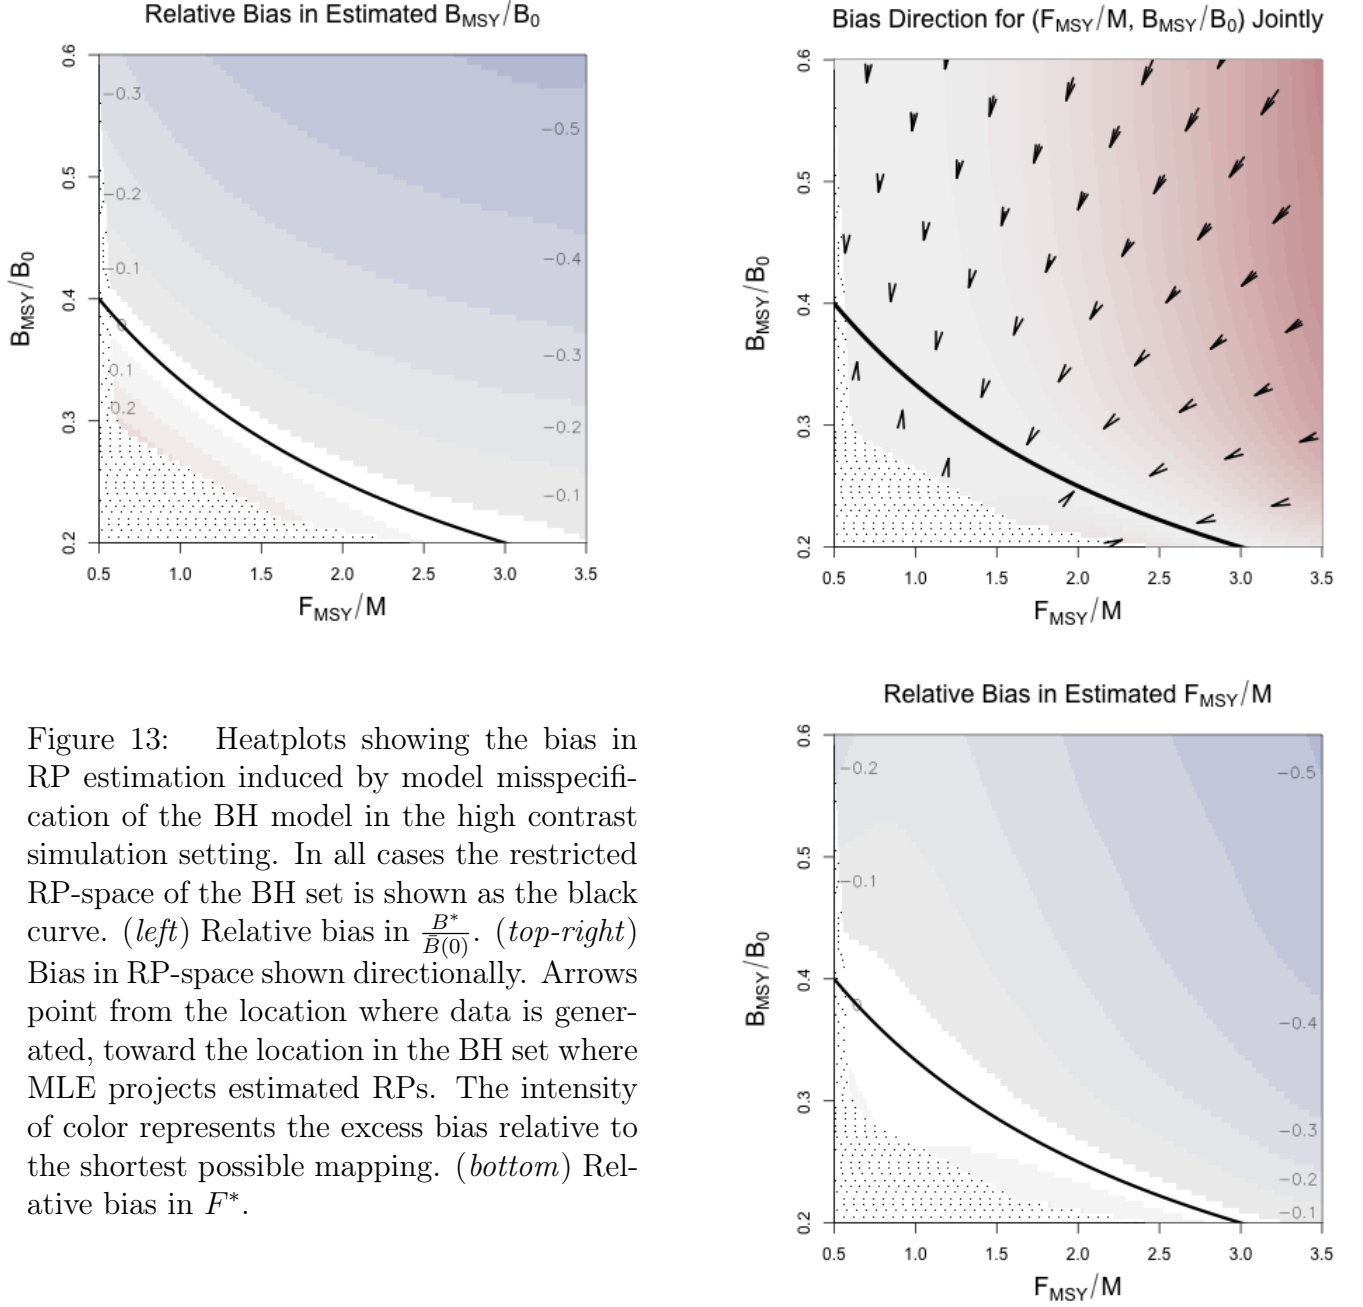 Relative Bias in Estimated B_MSY/B_0
0.6
0.5
0.4
0.3
0.2
B_MSY/B_0
−0.3
−0.2
−0.1
0
0.1
0.2
−0.5
−0.4
−0.3
−0.2
−0.1
0.5 1.0 1.5 2.0 2.5 3.0 3.5
F_MSY/M
Bias Direction for (F_MSY/M, B_MSY/B_0) Jointly
0.6
0.5
0.4
0.3
0.2
B_MSY/B_0
0.5 1.0 1.5 2.0 2.5 3.0 3.5
F_MSY/M
Figure 13: Heatplots showing the bias in
RP estimation induced by model misspecifi-
cation of the BH model in the high contrast
simulation setting. In all cases the restricted
RP-space of the BH set is shown as the black
curve. (left) Relative bias in B*/B̄(0). (top-right)
Bias in RP-space shown directionally. Arrows
point from the location where data is gener-
ated, toward the location in the BH set where
MLE projects estimated RPs. The intensity
of color represents the excess bias relative to
the shortest possible mapping. (bottom) Rel-
ative bias in F*.
Relative Bias in Estimated F_MSY/M
0.6
0.5
0.4
0.3
0.2
B_MSY/B_0
−0.2
−0.1
0
−0.5
−0.4
−0.3
−0.2
−0.1
0.5 1.0 1.5 2.0 2.5 3.0 3.5
F_MSY/M